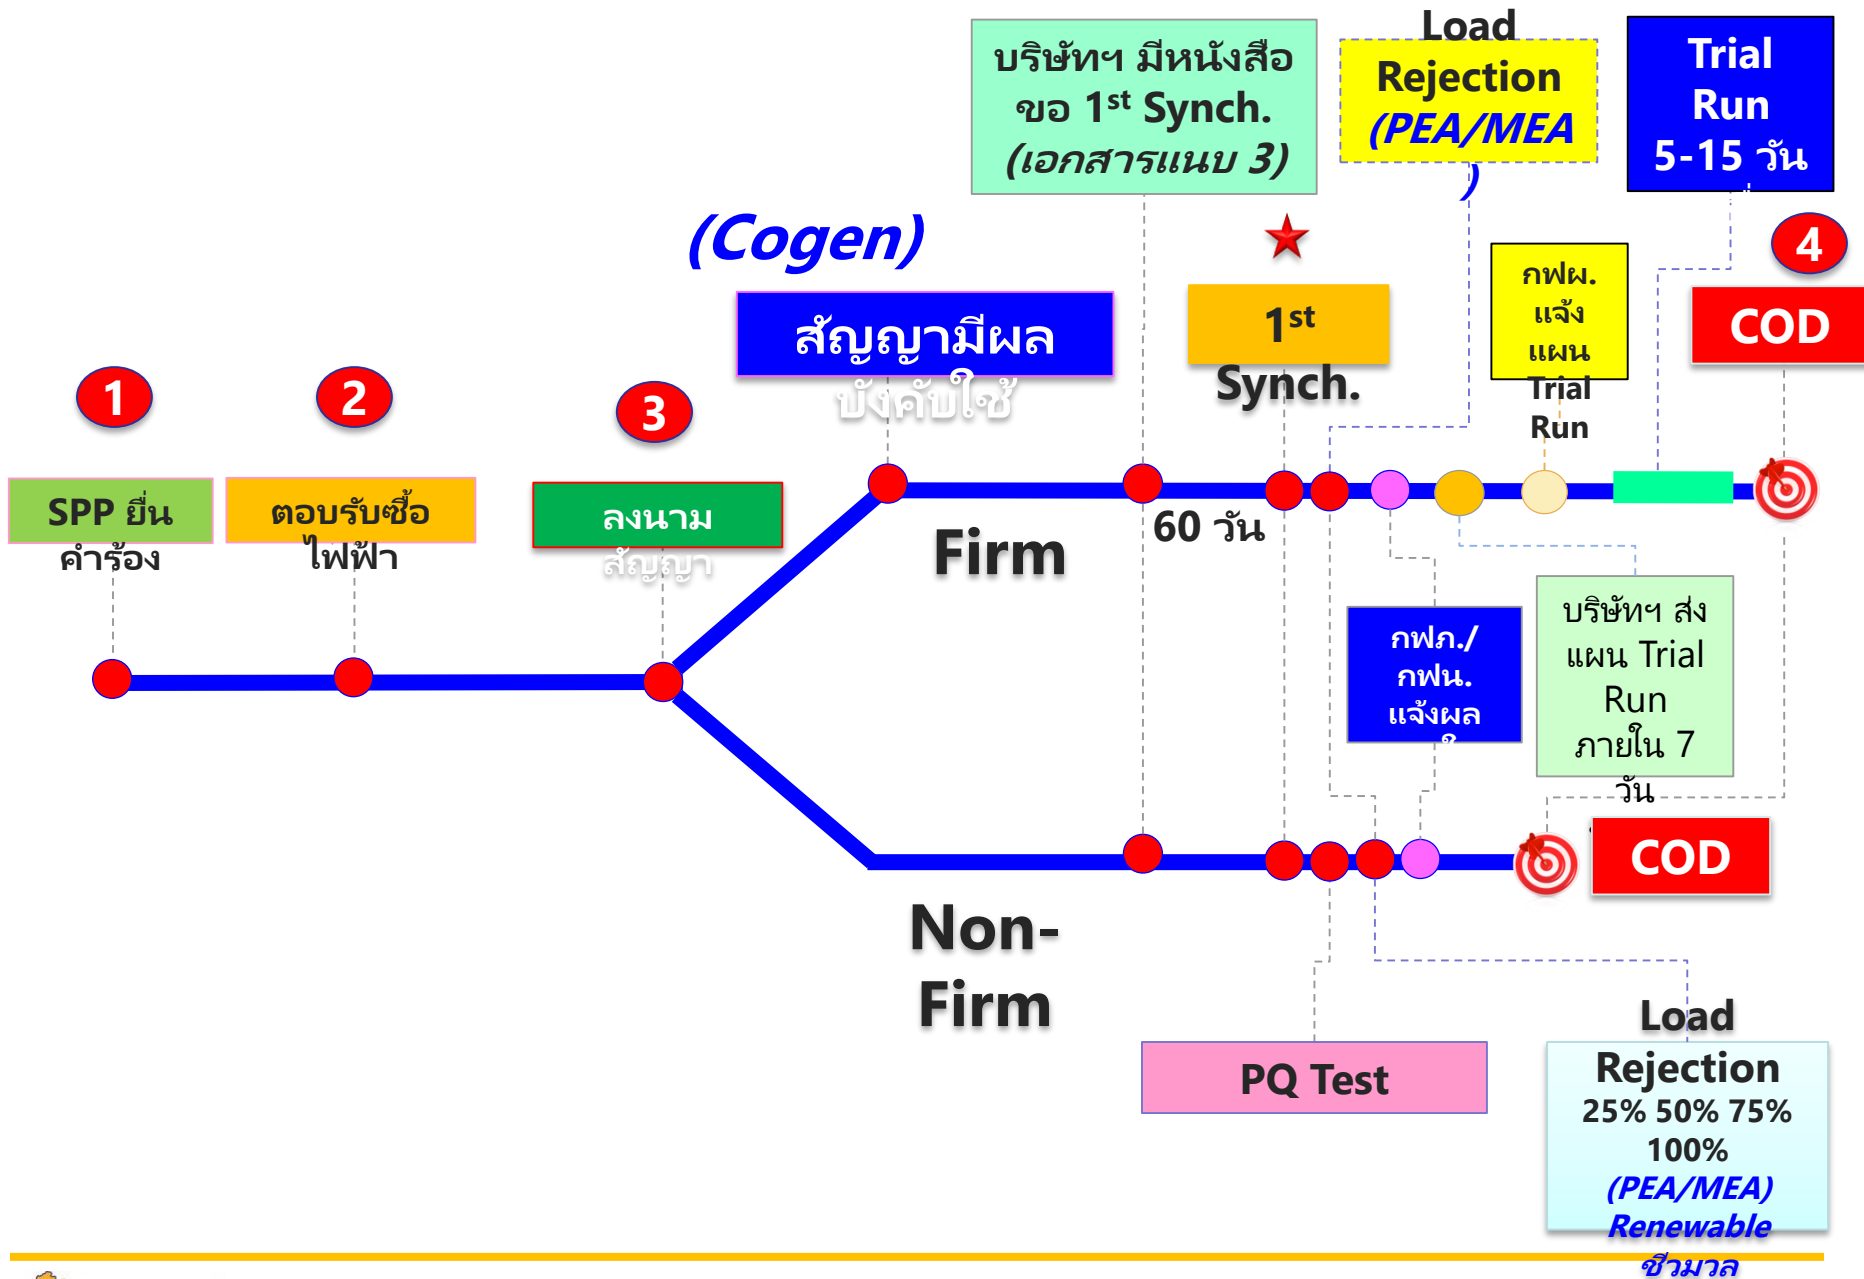 บริษัทฯ มีหนังสือ
ขอ 1st Synch.
(เอกสารแนบ 3)
Load
Rejection
(PEA/MEA
)
Trial
Run
5-15 วัน
(Cogen)
4
สัญญามีผล
บังคับใช้
1st
Synch.
กฟผ.
แจ้ง
แผน
Trial
Run
COD
1
2
3
SPP ยื่น
คำร้อง
ตอบรับซื้อ
ไฟฟ้า
ลงนาม
สัญญา
Firm
60 วัน
กฟภ./
กฟน.
แจ้งผล
บริษัทฯ ส่ง
แผน Trial
Run
ภายใน 7
วัน
COD
Non-
Firm
PQ Test
Load
Rejection
25% 50% 75%
100%
(PEA/MEA)
Renewable
ชีวมวล